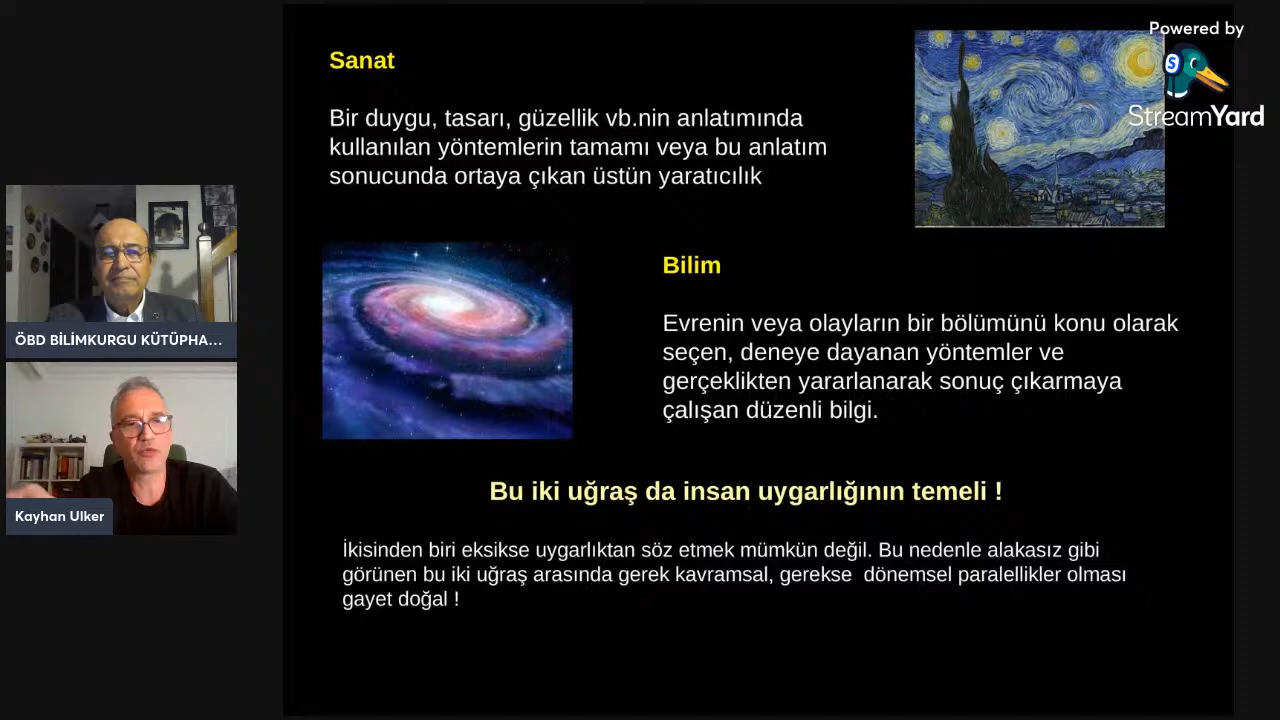 Powered by
StreamYard
Sanat
Bir duygu, tasarı, güzellik vb.nin anlatımında
kullanılan yöntemlerin tamamı veya bu anlatım
sonucunda ortaya çıkan üstün yaratıcılık
Bilim
Evrenin veya olayların bir bölümünü konu olarak
seçen, deneye dayanan yöntemler ve
gerçeklikten yararlanarak sonuç çıkarmaya
çalışan düzenli bilgi.
Bu iki uğraş da insan uygarlığının temeli !
İkisinden biri eksikse uygarlıktan söz etmek mümkün değil. Bu nedenle alakasız gibi
görünen bu iki uğraş arasında gerek kavramsal, gerekse  dönemsel paralellikler olması
gayet doğal !
ÖBD BİLİMKURGU KÜTÜPHA...
Kayhan Ulker